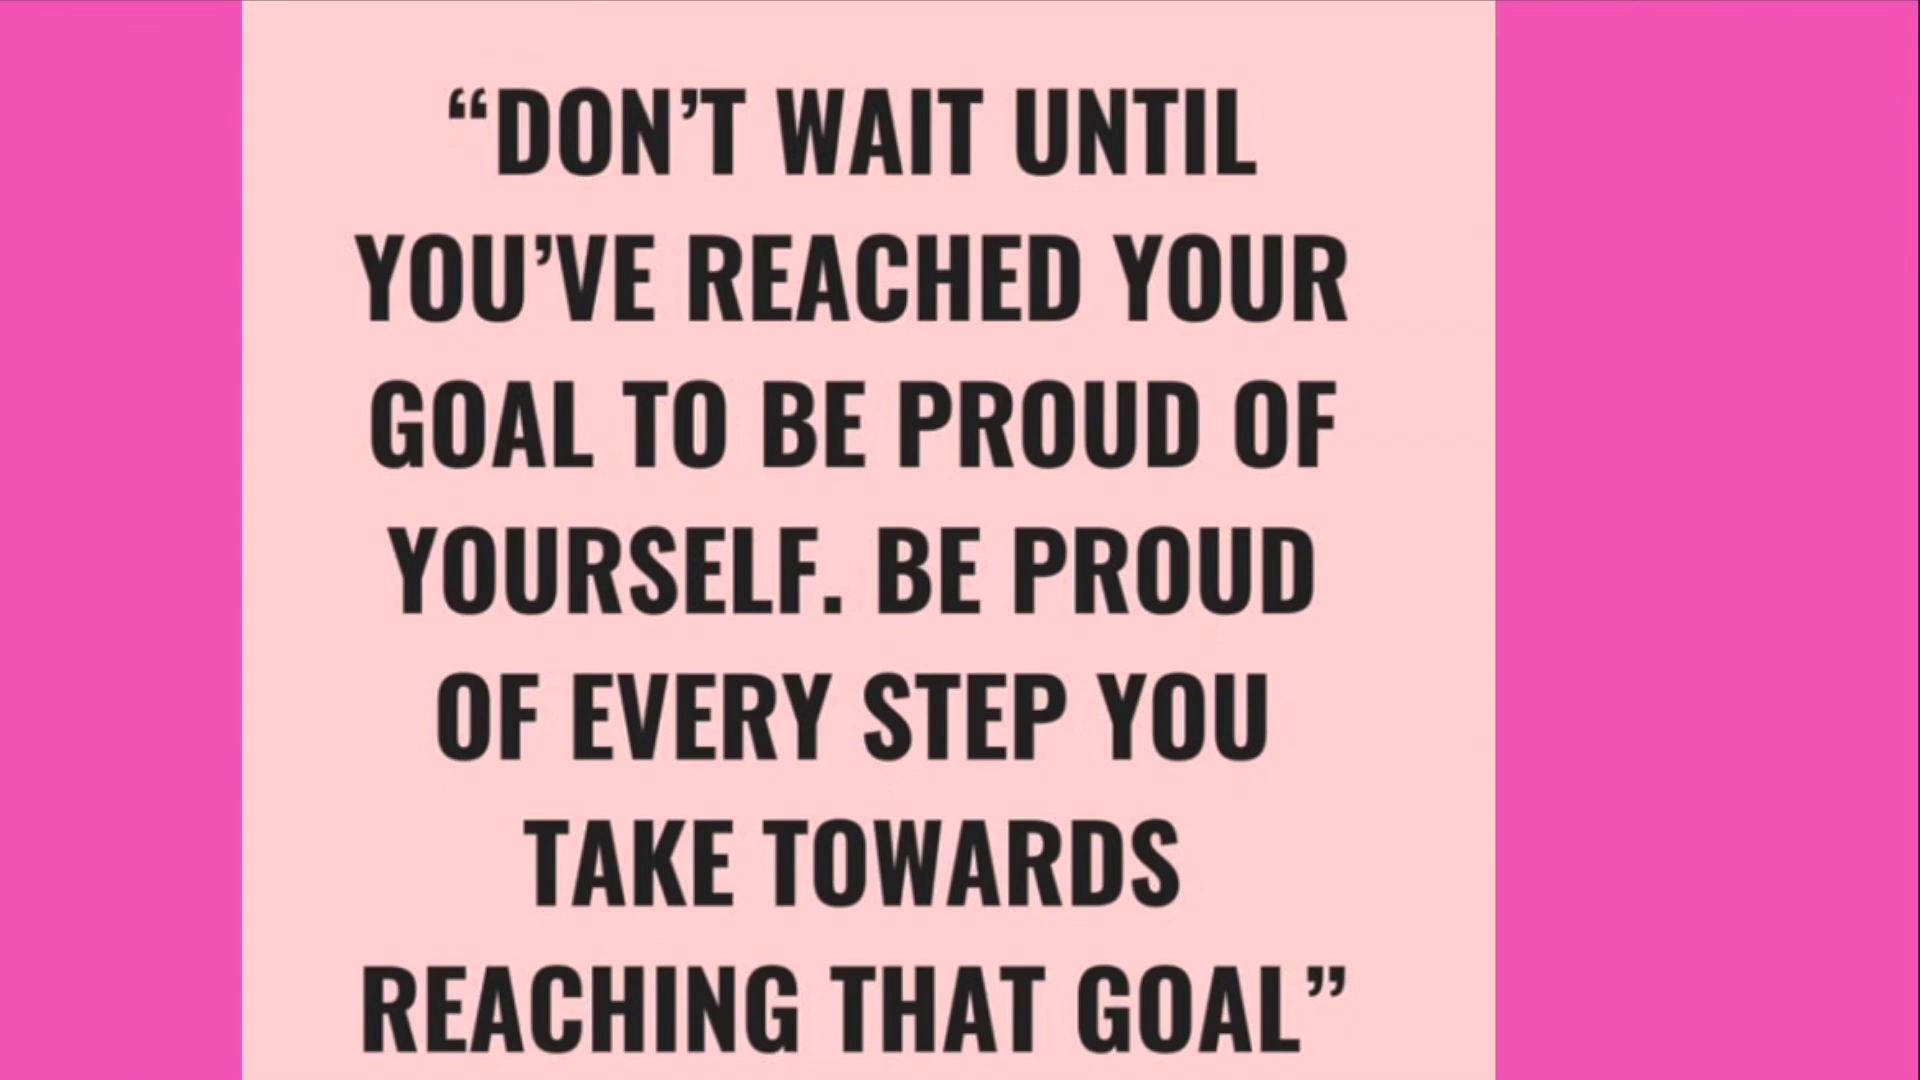 “DON’T WAIT UNTIL
YOU’VE REACHED YOUR
GOAL TO BE PROUD OF
YOURSELF. BE PROUD
OF EVERY STEP YOU
TAKE TOWARDS
REACHING THAT GOAL”